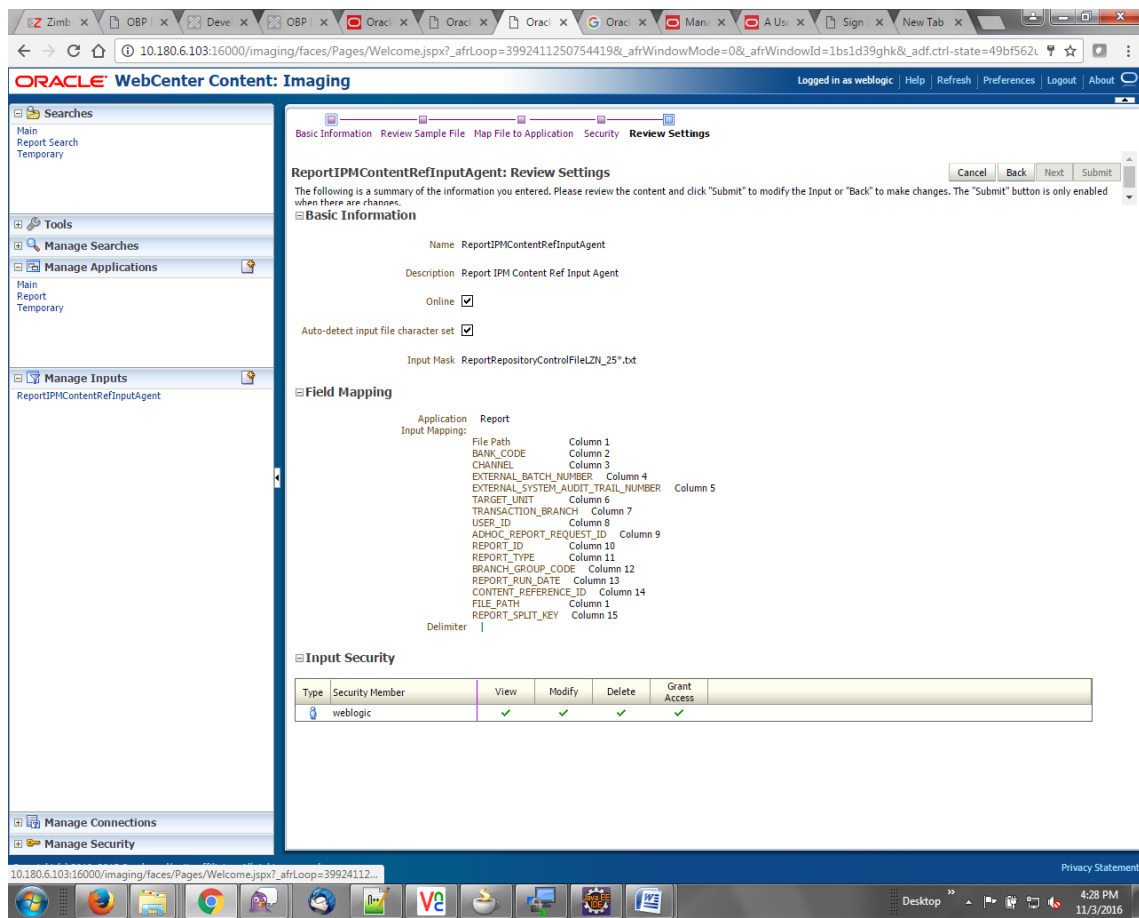 Zimb
OBP
Devel
OBP
Oracl
Oracl
Oracl
Oracl
Man
A Use
Sign
New Tab
10.180.6.103:16000/imaging/faces/Pages/Welcome.jspx?_afrLoop=3992411250754419&_afrWindowMode=0&_afrWindowId=1bs1d39ghk&_adf.ctrl-state=49bf562
ORACLE WebCenter Content: Imaging
Logged in as weblogic | Help | Refresh | Preferences | Logout | About
Searches
Main
Report Search
Temporary
Tools
Manage Searches
Manage Applications
Main
Report
Temporary
Manage Inputs
ReportIPMContentRefInputAgent
Manage Connections
Manage Security
Basic Information Review Sample File Map File to Application Security Review Settings
ReportIPMContentRefInputAgent: Review Settings
Cancel Back Next Submit
The following is a summary of the information you entered. Please review the content and click "Submit" to modify the Input or "Back" to make changes. The "Submit" button is only enabled
when there are changes.
Basic Information
Name ReportIPMContentRefInputAgent
Description Report IPM Content Ref Input Agent
Online
Auto-detect input file character set
Input Mask ReportRepositoryControlFileLZN_25*.txt
Field Mapping
Application Report
Input Mapping:
File Path Column 1
BANK_CODE Column 2
CHANNEL Column 3
EXTERNAL_BATCH_NUMBER Column 4
EXTERNAL_SYSTEM_AUDIT_TRAIL_NUMBER Column 5
TARGET_UNIT Column 6
TRANSACTION_BRANCH Column 7
USER_ID Column 8
ADHOC_REPORT_REQUEST_ID Column 9
REPORT_ID Column 10
REPORT_TYPE Column 11
BRANCH_GROUP_CODE Column 12
REPORT_RUN_DATE Column 13
CONTENT_REFERENCE_ID Column 14
FILE_PATH Column 1
REPORT_SPLIT_KEY Column 15
Delimiter |
Input Security
Type Security Member View Modify Delete Grant Access
weblogic
Privacy Statement
10.180.6.103:16000/imaging/faces/Pages/Welcome.jspx?_afrLoop=39924112...
Desktop
4:28 PM
11/3/2016